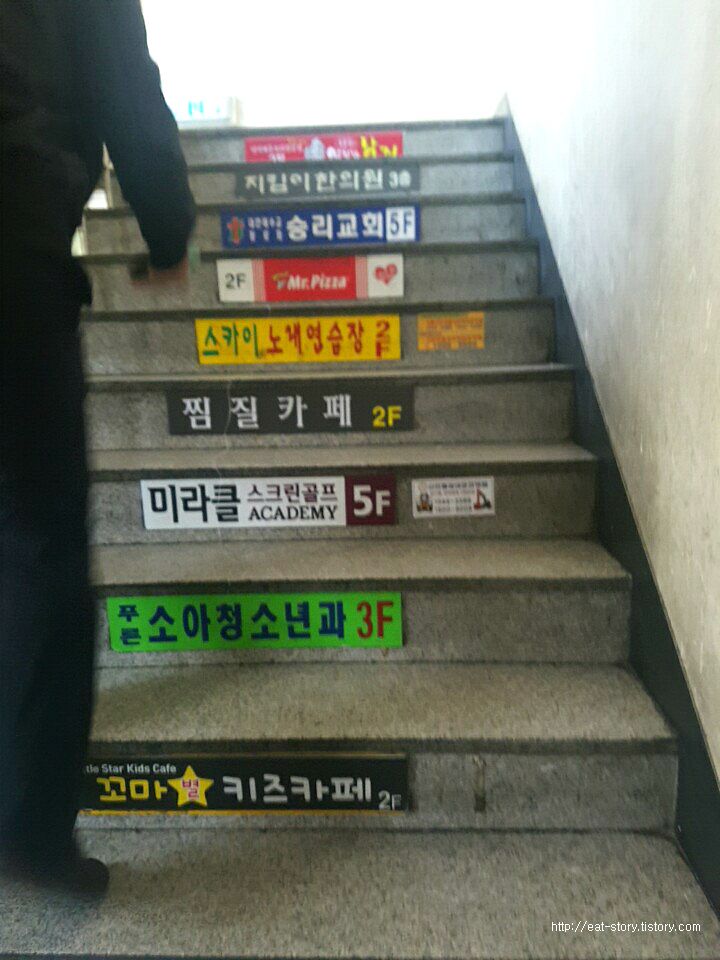 지킴이한의원 3층
승리교회 5F
2F Mr. Pizza
스카이 노래연습장 2F
찜질카페 2F
미라클 스크린골프 ACADEMY 5F
푸른 소아청소년과 3F
Star Kids Cafe
꼬마별 키즈카페 2F
http://eat-story.tistory.com